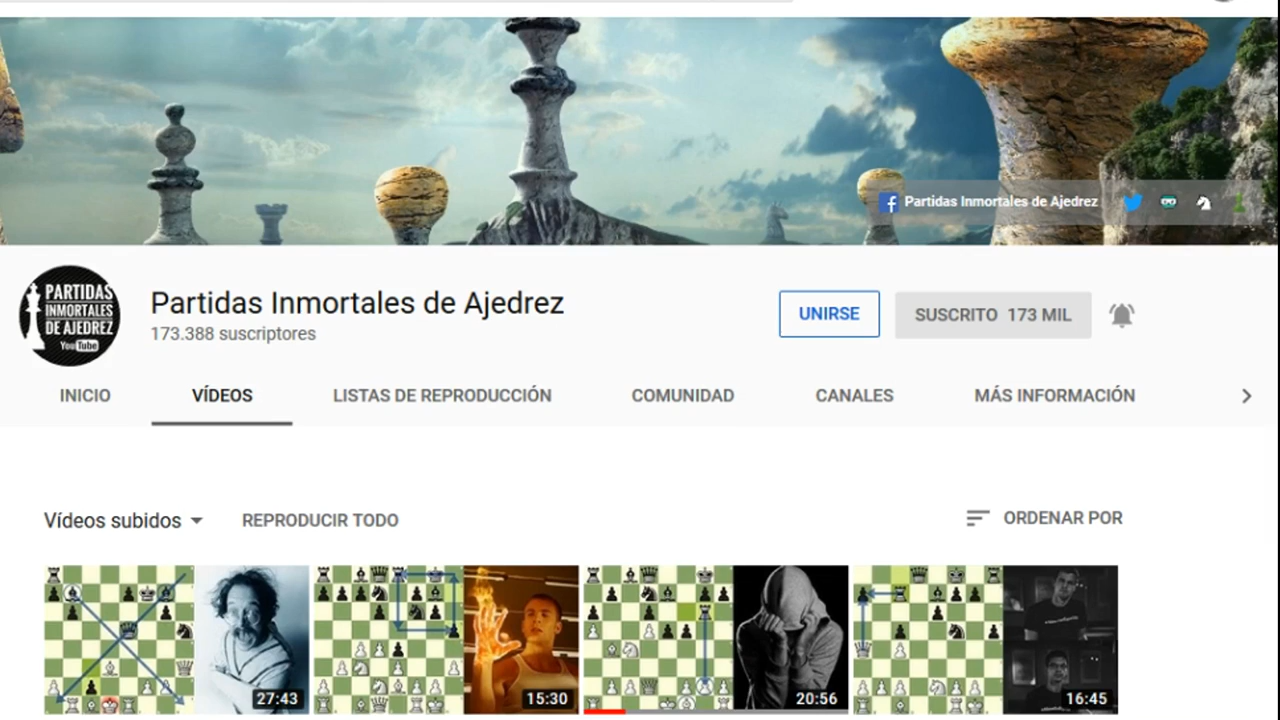 Partidas Inmortales de Ajedrez
PARTIDAS
INMORTALES
DE AJEDREZ
YouTube
Partidas Inmortales de Ajedrez
173.388 suscriptores
UNIRSE
SUSCRITO 173 MIL
INICIO VÍDEOS LISTAS DE REPRODUCCIÓN COMUNIDAD CANALES MÁS INFORMACIÓN
Vídeos subidos REPRODUCIR TODO ORDENAR POR
27:43 15:30 20:56 16:45